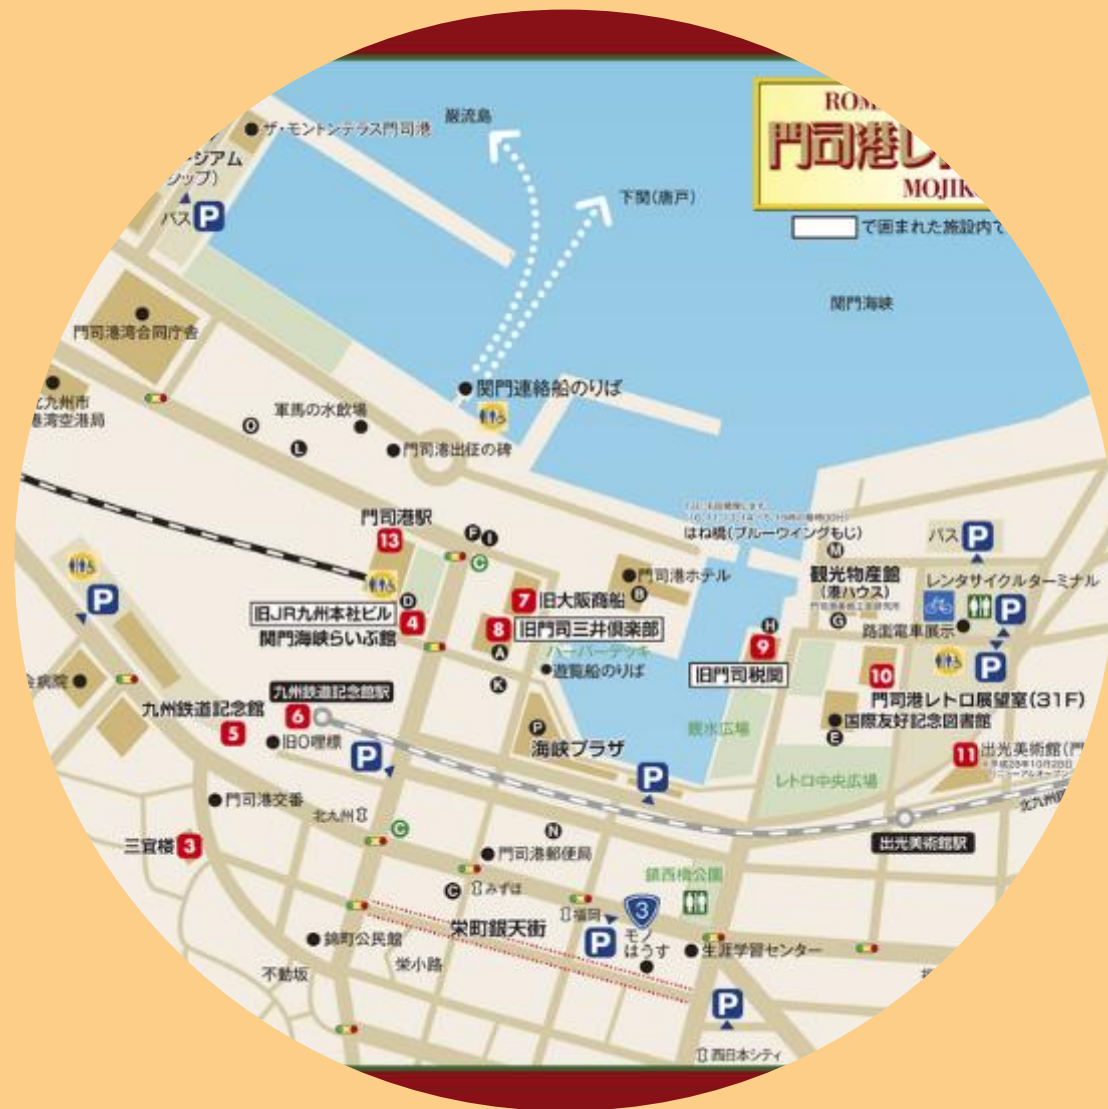 門司港レ
MOJIK
で囲まれた施設内で
巌流島
ザ・モントンテラス門司港
ージアム
シップ)
バス P
下関(唐戸)
関門海峡
門司港湾合同庁舎
北九州市
港湾空港局
関門連絡船のりば
軍馬の水飲場
門司港出征の碑
O
L
門司港駅
13
F I
C
はね橋(ブルーウイングもじ)
M
バス P
観光物産館
(港ハウス)
レンタサイクルターミナル
P
G
路面電車展示
P
門司港ホテル
B
7 旧大阪商船
8 旧門司三井倶楽部
A
ハーバーデッキ
遊覧船のりば
K
D
旧JR九州本社ビル
4
関門海峡らいぶ館
P
H
9
旧門司税関
10
門司港レトロ展望室(31F)
国際友好記念図書館
E
11 出光美術館(門
九州鉄道記念館駅
九州鉄道記念館
6
5
旧0哩標
P
P
海峡プラザ
P
親水広場
レトロ中央広場
出光美術館駅
北九州
門司港交番
北九州
C
三宜楼 3
N
門司港郵便局
C みずほ
鎮西橋公園
福岡
3
P
モノ
はうす
生涯学習センター
栄町銀天街
錦町公民館
栄小路
不動坂
P
西日本シティ